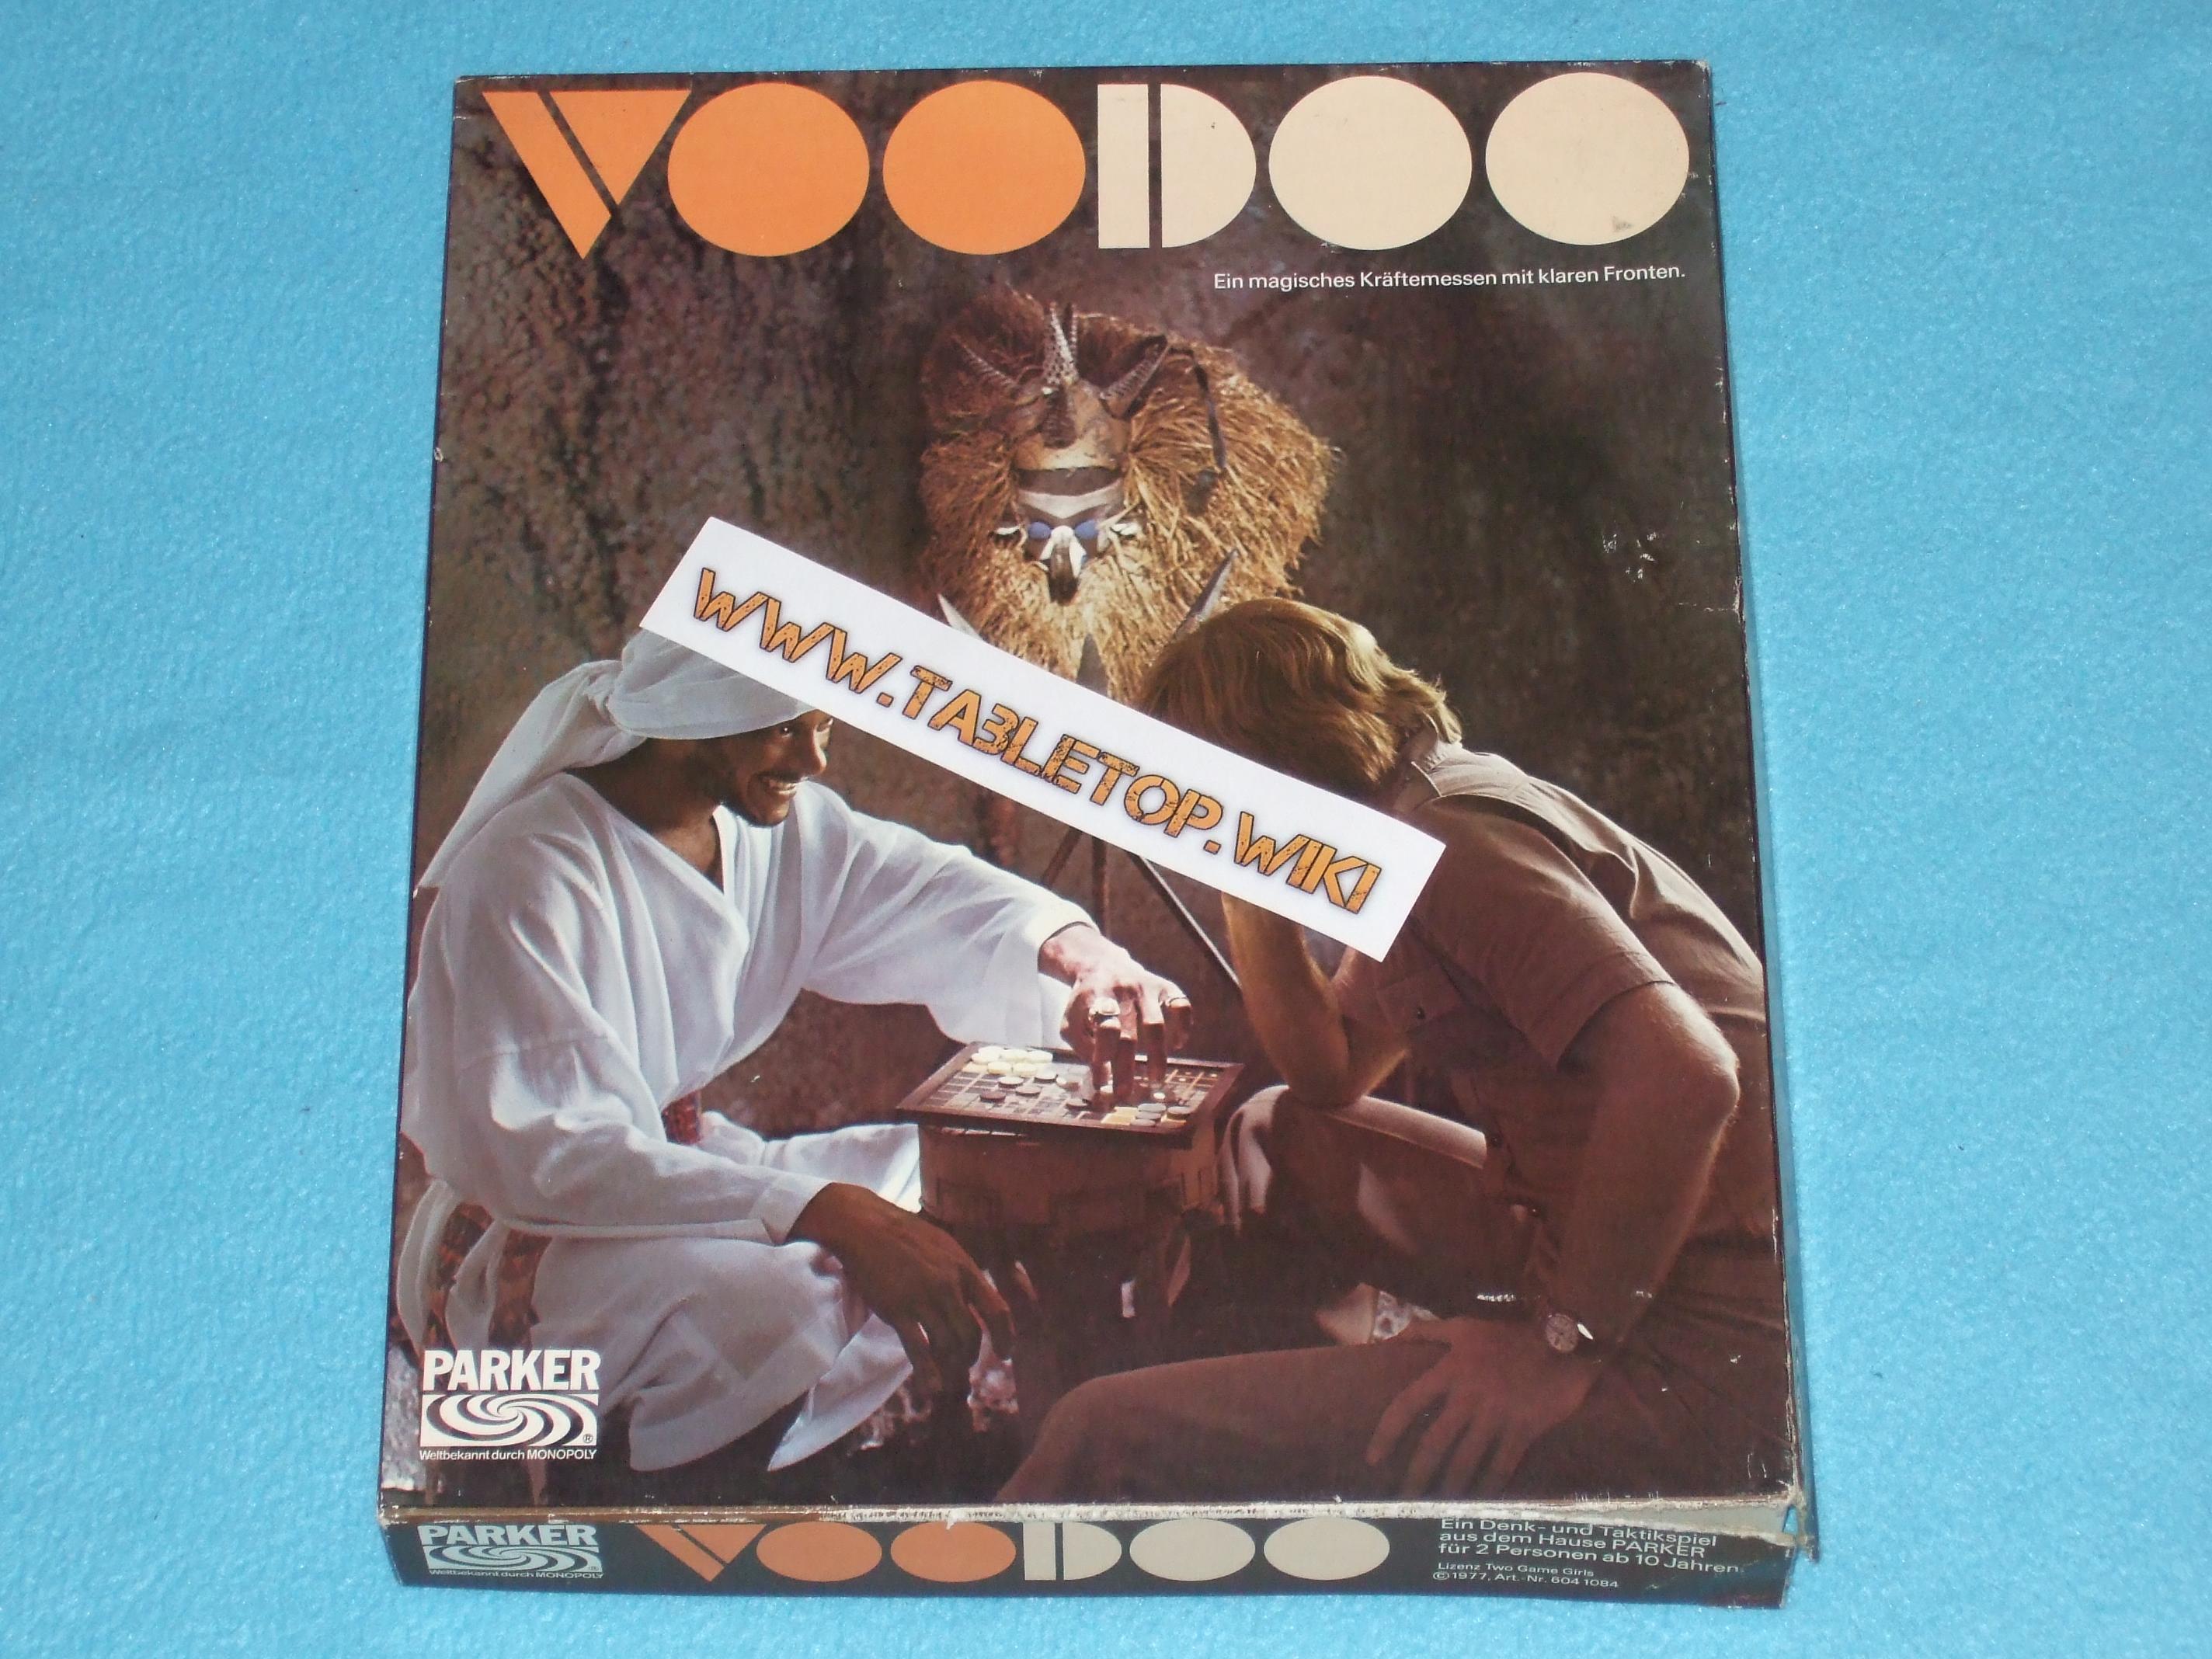 VOODOO
Ein magisches Kräftemessen mit klaren Fronten.
WWW.TABLETOP.WIKI
PARKER
®
Weltbekannt durch MONOPOLY
PARKER
®
Weltbekannt durch MONOPOLY
VOODOO
Ein Denk- und Taktikspiel
aus dem Hause PARKER
für 2 Personen ab 10 Jahren
Lizenz Two Game Girls
©1977, Art.-Nr. 604 1084